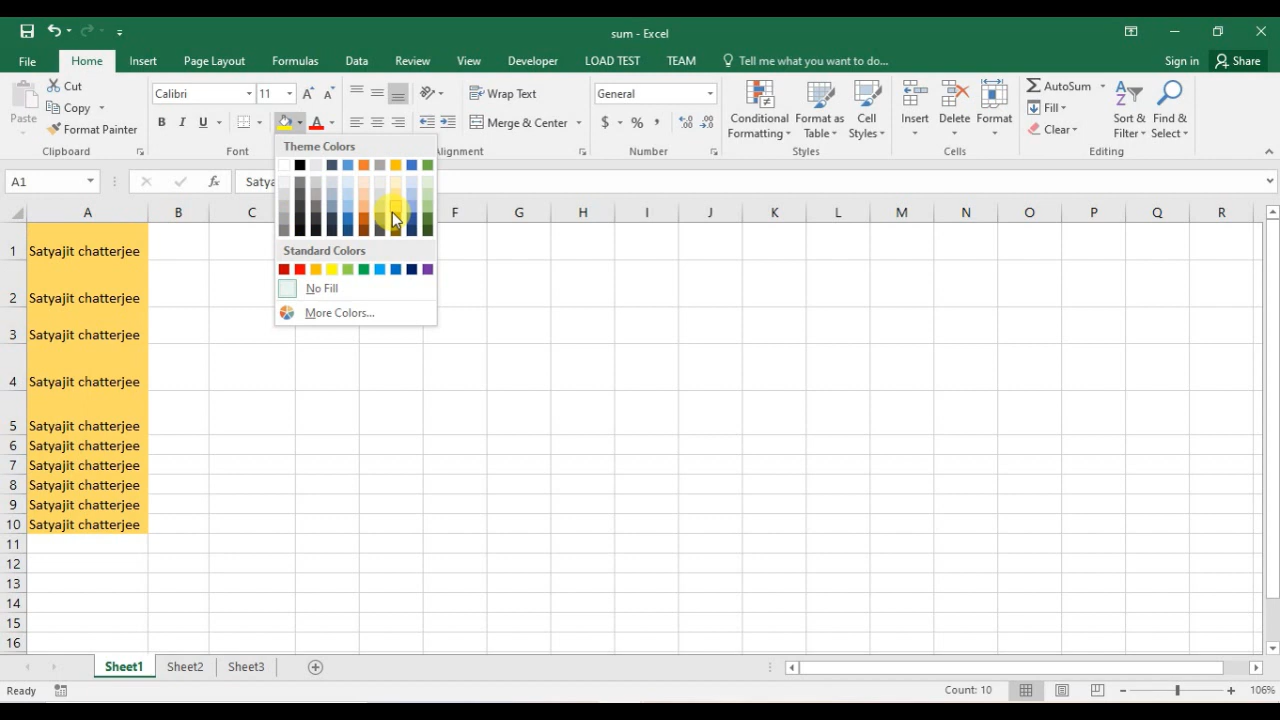 sum - Excel
File Home Insert Page Layout Formulas Data Review View Developer LOAD TEST TEAM Tell me what you want to do... Sign in Share
Paste Cut Copy Format Painter Clipboard
Calibri 11 B I U A Font
Wrap Text Merge & Center Alignment
General $ % , Number
Conditional Formatting Format as Table Cell Styles Styles
Insert Delete Format Cells
AutoSum Fill Clear Sort & Filter Find & Select Editing
Theme Colors
Standard Colors
No Fill
More Colors...
A1 fx Satya
A B C F G H I J K L M N O P Q R
1 Satyajit chatterjee
2 Satyajit chatterjee
3 Satyajit chatterjee
4 Satyajit chatterjee
5 Satyajit chatterjee
6 Satyajit chatterjee
7 Satyajit chatterjee
8 Satyajit chatterjee
9 Satyajit chatterjee
10 Satyajit chatterjee
11
12
13
14
15
16
Sheet1 Sheet2 Sheet3
Ready Count: 10 106%